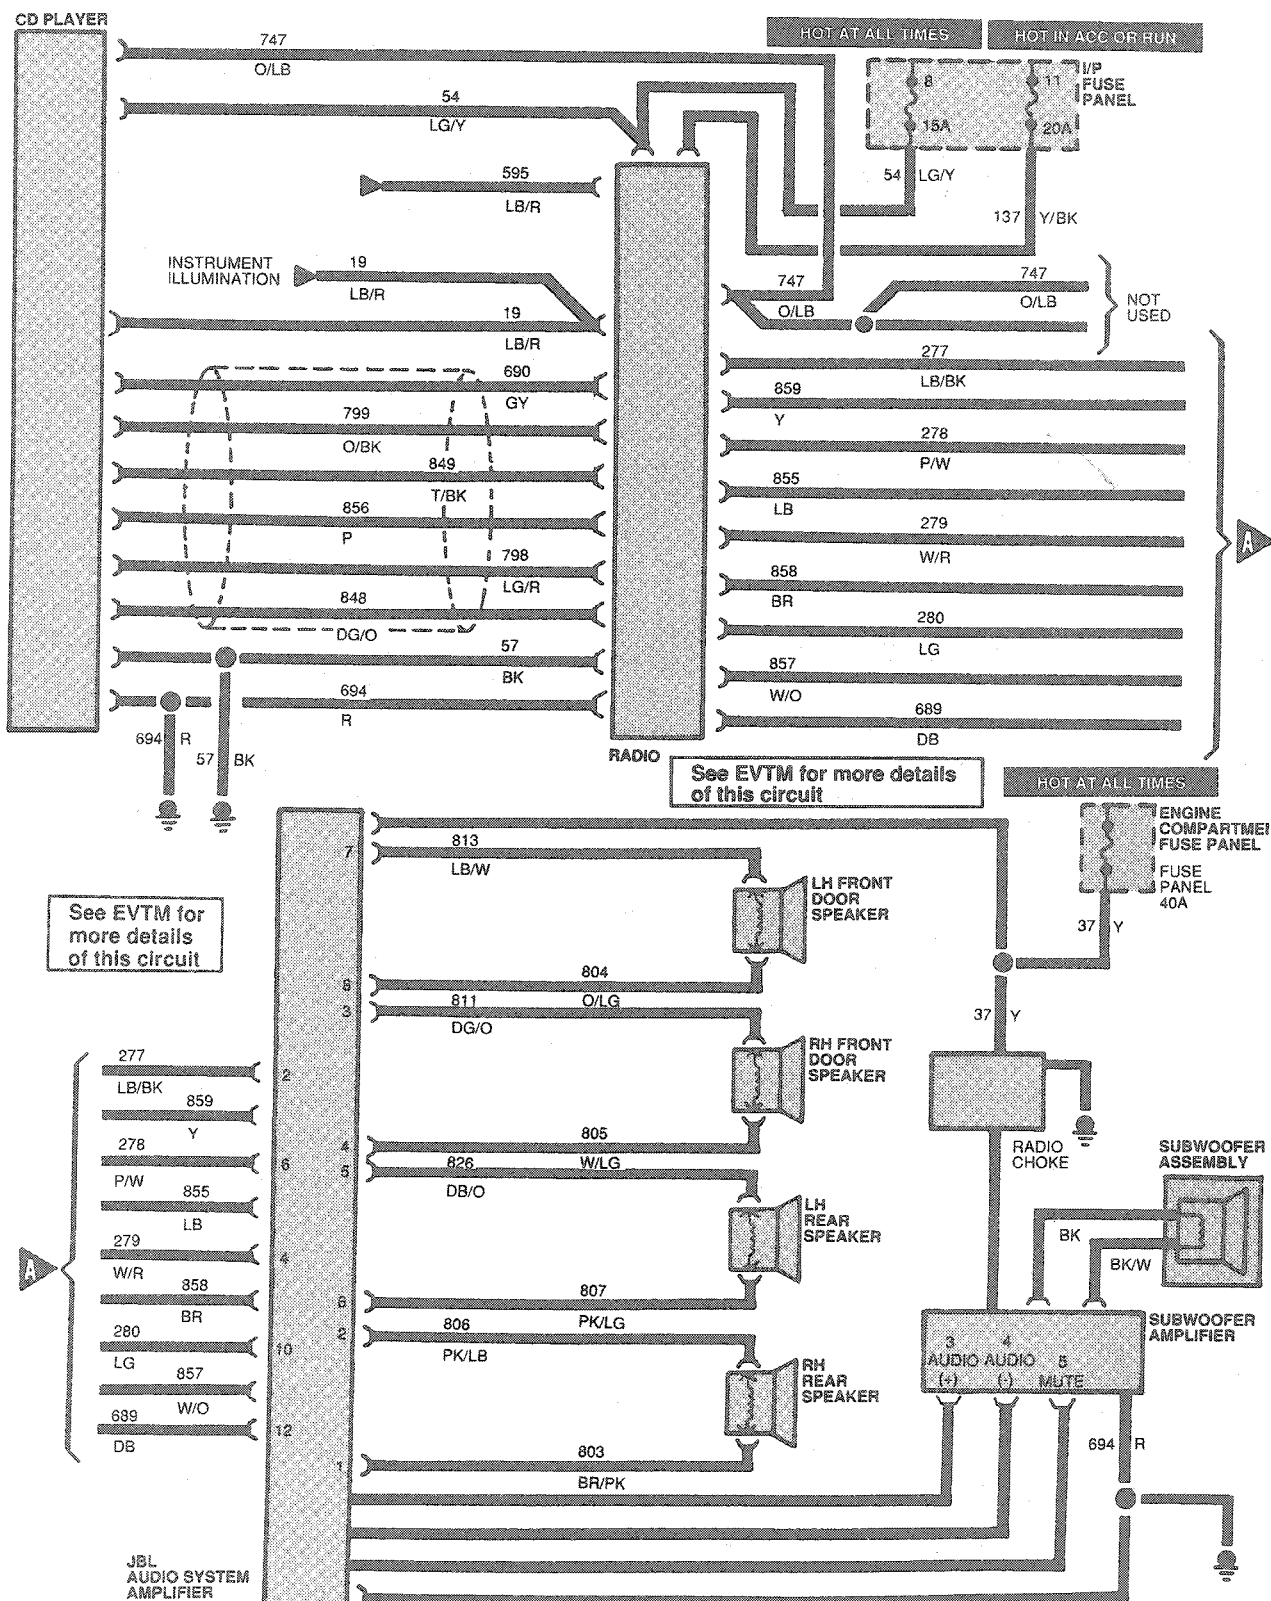 CD PLAYER
747
O/LB
HOT AT ALL TIMES
HOT IN ACC OR RUN
I/P
FUSE
PANEL
8
11
15A
20A
54
LG/Y
54 LG/Y
137 Y/BK
595
LB/R
INSTRUMENT
ILLUMINATION
19
LB/R
747
O/LB
747
O/LB
NOT
USED
19
LB/R
277
LB/BK
690
GY
859
Y
799
O/BK
278
P/W
849
T/BK
855
LB
856
P
279
W/R
A
798
LG/R
858
BR
848
DG/O
280
LG
57
BK
857
W/O
694
R
689
DB
694 R
57 BK
RADIO
See EVTM for more details
of this circuit
HOT AT ALL TIMES
ENGINE
COMPARTMEI
FUSE PANEL
FUSE
PANEL
40A
37 Y
7
813
LB/W
LH FRONT
DOOR
SPEAKER
See EVTM for
more details
of this circuit
8
804
O/LG
3
811
DG/O
37 Y
RH FRONT
DOOR
SPEAKER
277
LB/BK
2
859
Y
4
805
W/LG
RADIO
CHOKE
278
P/W
6
5
826
DB/O
SUBWOOFER
ASSEMBLY
855
LB
LH
REAR
SPEAKER
BK
BK/W
A
279
W/R
4
858
BR
6
807
PK/LG
280
LG
10
2
806
PK/LB
SUBWOOFER
AMPLIFIER
3
AUDIO
(+)
4
AUDIO
(-)
5
MUTE
857
W/O
RH
REAR
SPEAKER
689
DB
12
694 R
1
803
BR/PK
JBL
AUDIO SYSTEM
AMPLIFIER